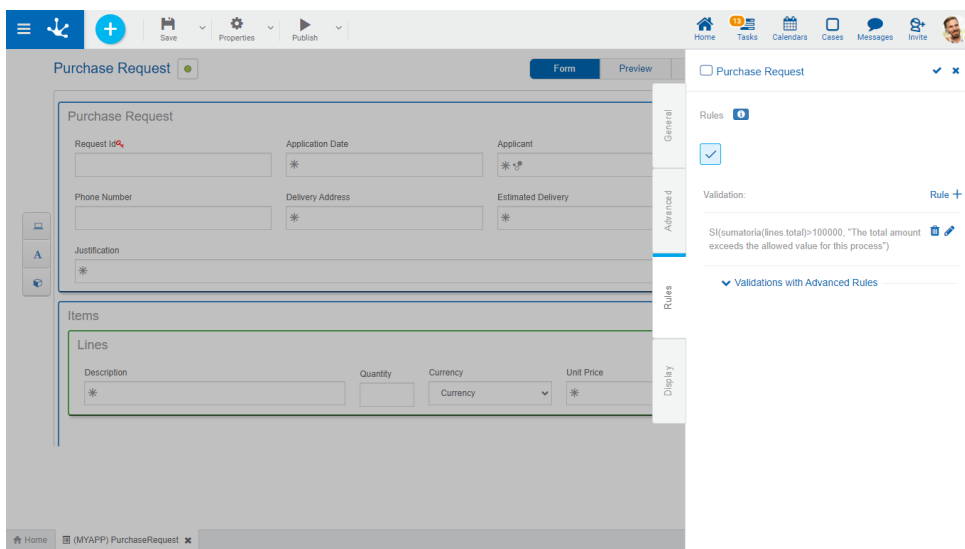 Save
Properties
Publish
Home
13
Tasks
Calendars
Cases
Messages
Invite
Purchase Request
Form
Preview
Purchase Request
Request Id
Application Date
Applicant
Phone Number
Delivery Address
Estimated Delivery
Justification
A
Items
Lines
Description
Quantity
Currency
Unit Price
Currency
General
Advanced
Rules
Display
Purchase Request
Rules
Validation:
Rule
SI(sumatoria(lines.total)>100000, "The total amount
exceeds the allowed value for this process")
Validations with Advanced Rules
Home
(MYAPP) PurchaseRequest